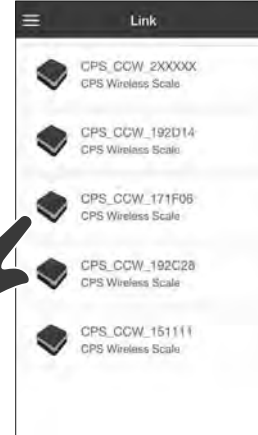 Link
CPS_CCW_2XXXXX
CPS Wireless Scale
CPS_CCW_192D14
CPS Wireless Scale
CPS_CCW_171F06
CPS Wireless Scale
CPS_CCW_192C28
CPS Wireless Scale
CPS_CCW_151111
CPS Wireless Scale